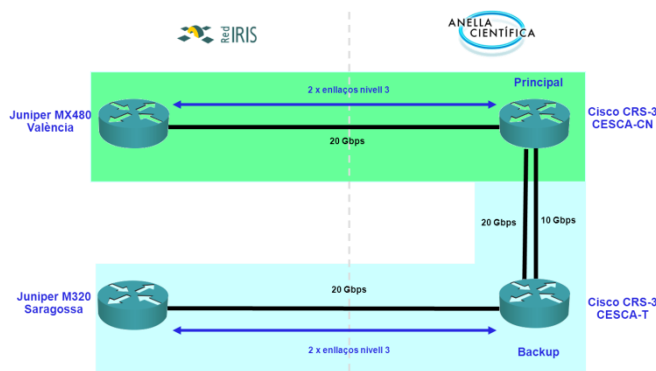 Red IRIS
ANELLA
CIENTÍFICA
Principal
2 x enllaços nivell 3
Juniper MX480
València
Cisco CRS-3
CESCA-CN
20 Gbps
20 Gbps
10 Gbps
Juniper M320
Saragossa
20 Gbps
Cisco CRS-3
CESCA-T
2 x enllaços nivell 3
Backup